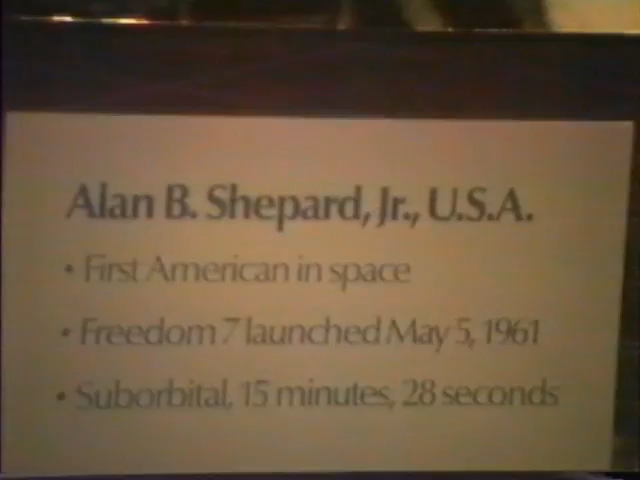 Alan B. Shepard, Jr., U.S.A.
• First American in space
• Freedom 7 launched May 5, 1961
• Suborbital, 15 minutes, 28 seconds